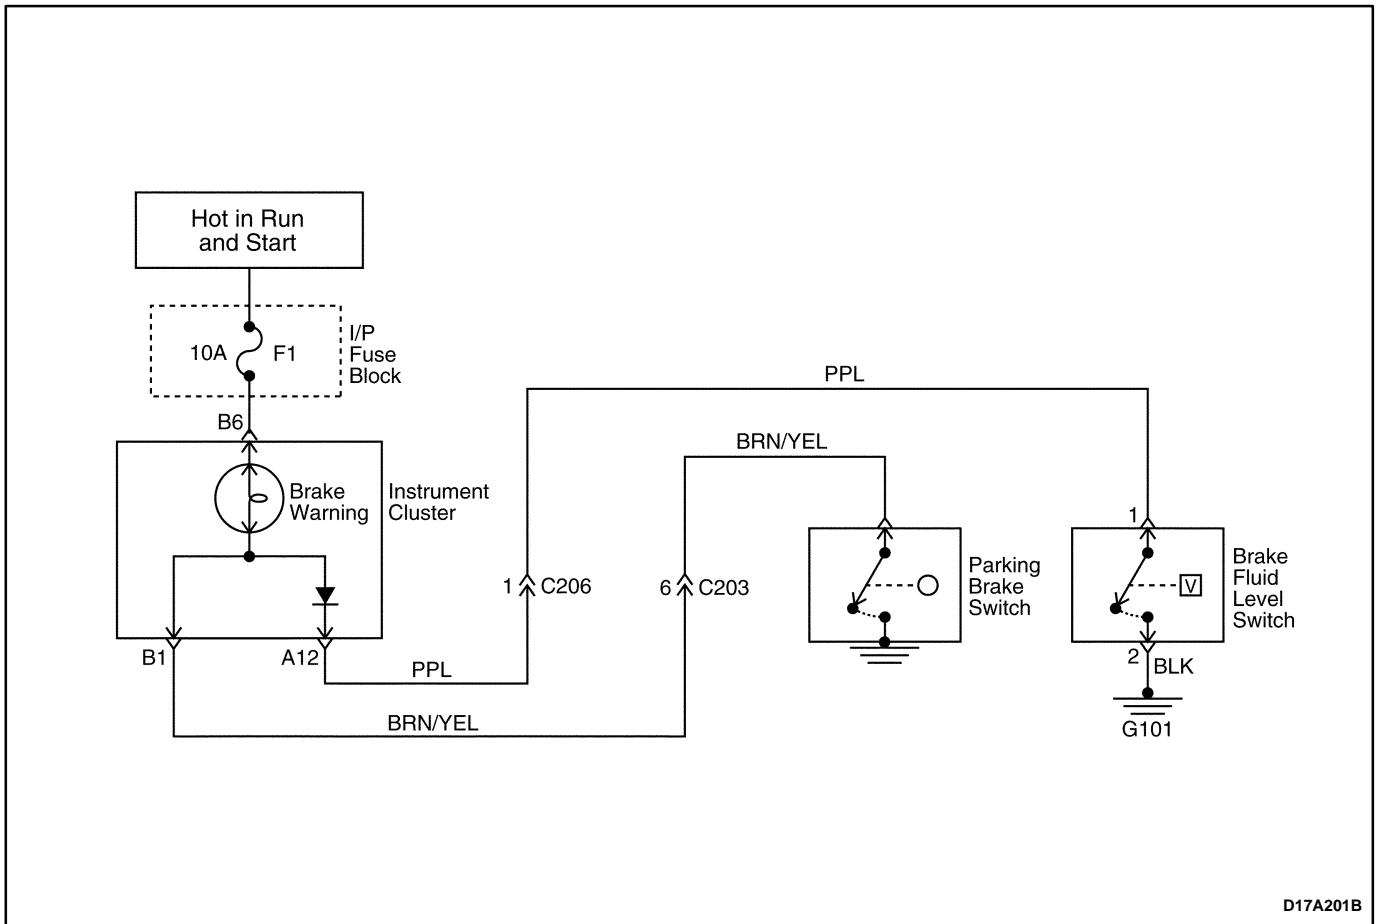 Hot in Run
and Start
10A
F1
I/P
Fuse
Block
B6
Brake
Warning
Instrument
Cluster
B1
A12
PPL
BRN/YEL
1
C206
6
C203
PPL
BRN/YEL
Parking
Brake
Switch
1
V
Brake
Fluid
Level
Switch
2
BLK
G101
D17A201B